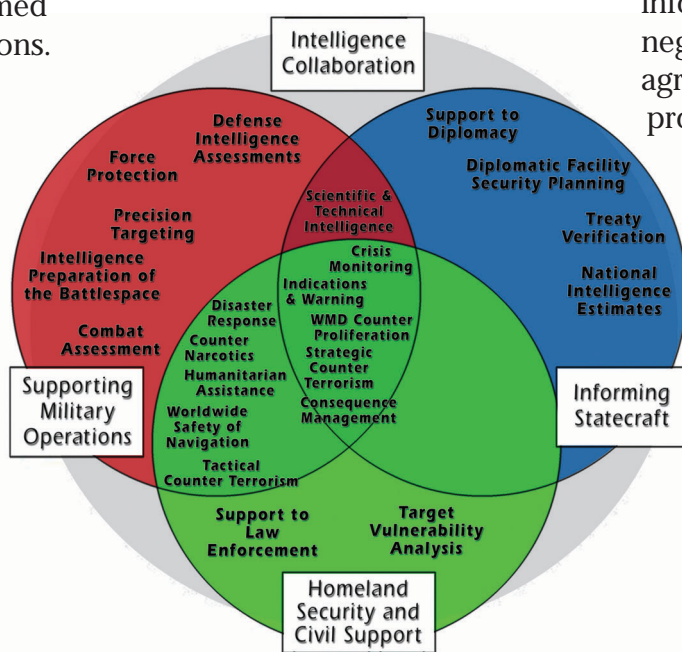 med
ons.
info
neg
agr
pro
Intelligence
Collaboration
Defense
Intelligence
Assessments
Force
Protection
Precision
Targeting
Intelligence
Preparation of
the Battlespace
Combat
Assessment
Supporting
Military
Operations
Support to
Diplomacy
Diplomatic Facility
Security Planning
Treaty
Verification
National
Intelligence
Estimates
Informing
Statecraft
Scientific &
Technical
Intelligence
Crisis
Monitoring
Indications
& Warning
WMD Counter
Proliferation
Strategic
Counter
Terrorism
Consequence
Management
Disaster
Response
Counter
Narcotics
Humanitarian
Assistance
Worldwide
Safety of
Navigation
Tactical
Counter Terrorism
Support to
Law
Enforcement
Target
Vulnerability
Analysis
Homeland
Security and
Civil Support